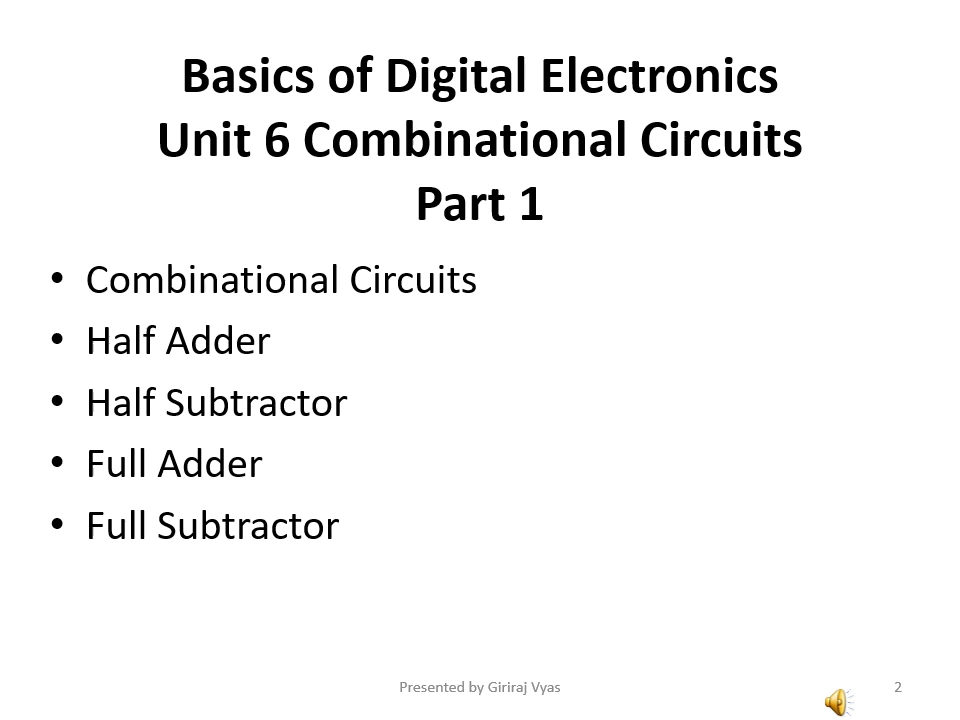 Basics of Digital Electronics
Unit 6 Combinational Circuits
Part 1
• Combinational Circuits
• Half Adder
• Half Subtractor
• Full Adder
• Full Subtractor
Presented by Giriraj Vyas
2